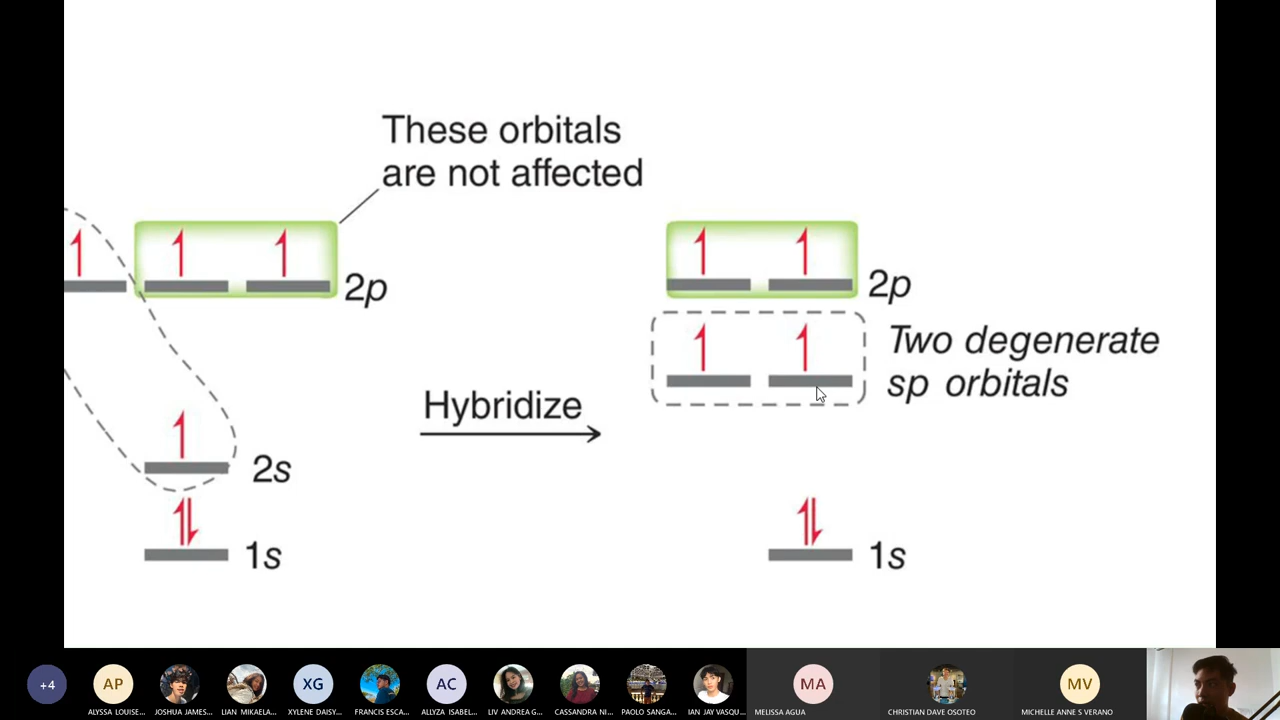 These orbitals
are not affected
2p
2p
Two degenerate
sp orbitals
Hybridize
2s
1s
1s
+4
AP
XG
AC
MA
MV
ALYSSA LOUISE...
JOSHUA JAMES...
LIAN MIKAELA...
XYLENE DAISY...
FRANCIS ESCA...
ALLYZA ISABEL...
LIV ANDREA G...
CASSANDRA NI...
PAOLO SANGA...
IAN JAY VASQU...
MELISSA AGUA
CHRISTIAN DAVE OSOTEO
MICHELLE ANNE S VERANO